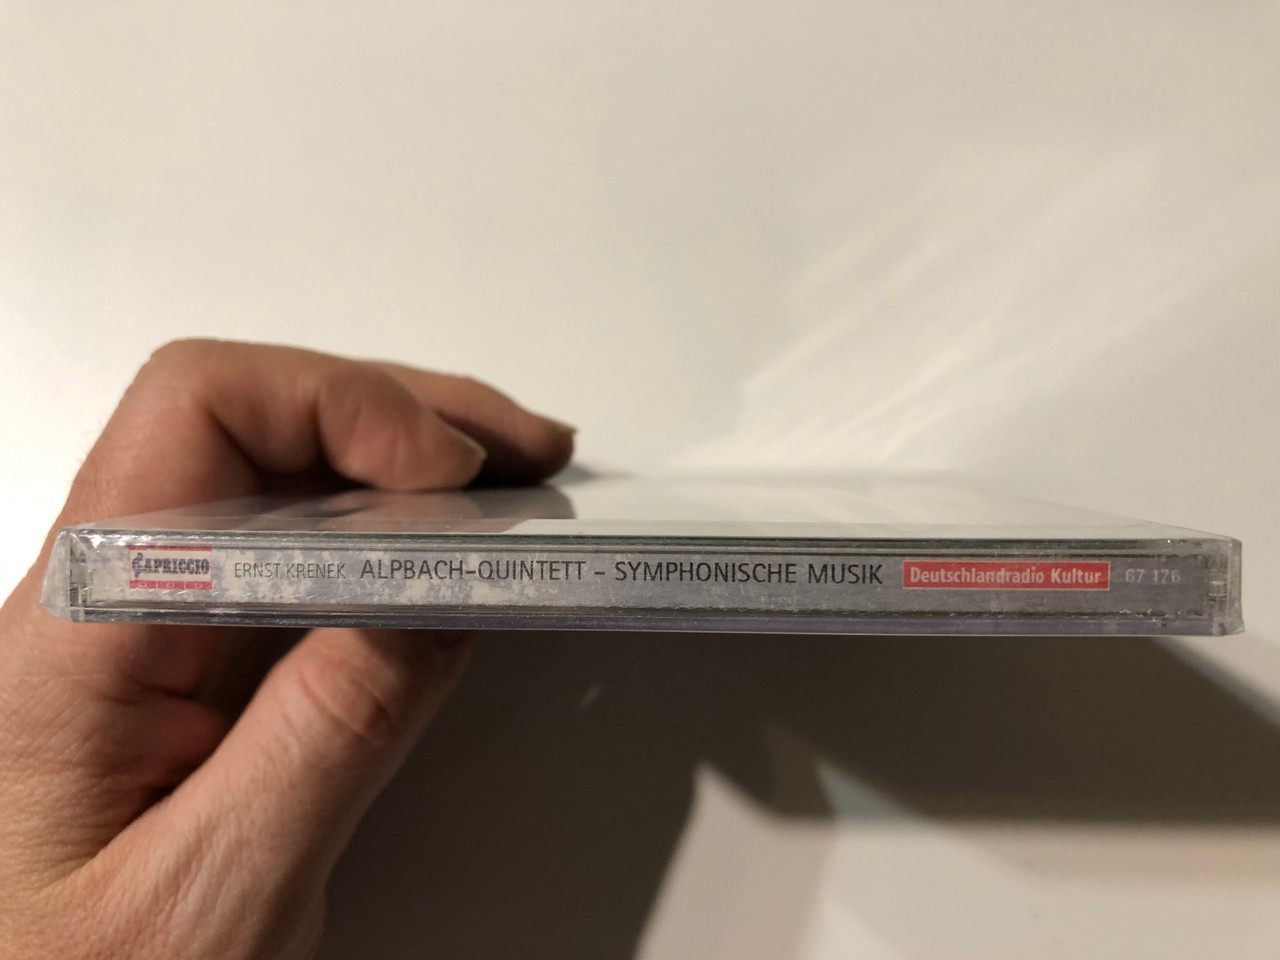 CAPRICCIO
ERNST KRENEK ALPBACH-QUINTETT – SYMPHONISCHE MUSIK Deutschlandradio Kultur 67 176